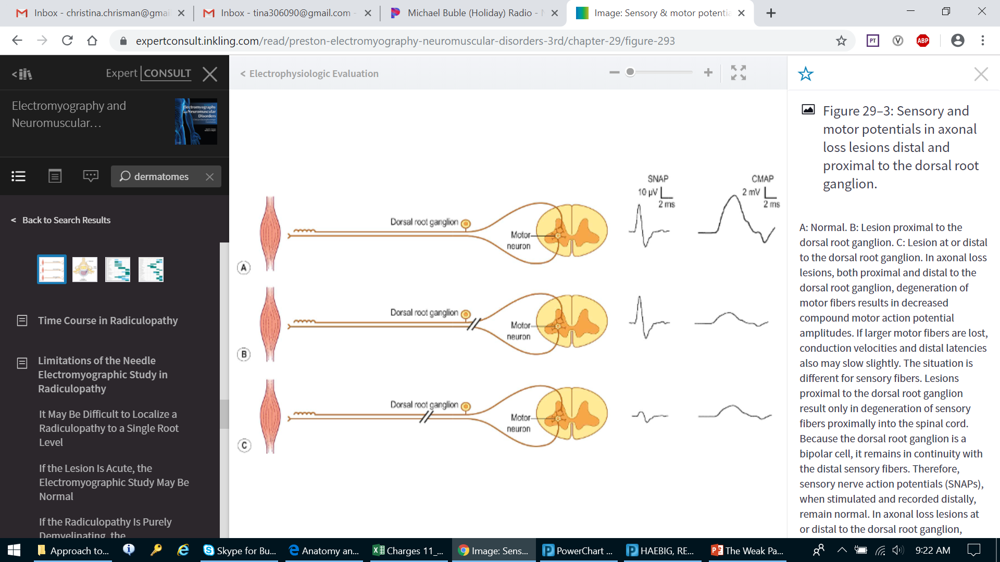 Inbox - christina.chrisman@gmai
Inbox - tina306090@gmail.com -
Michael Buble (Holiday) Radio - N
Image: Sensory & motor potentia
expertconsult.inkling.com/read/preston-electromyography-neuromuscular-disorders-3rd/chapter-29/figure-293
PT
V
ABP
Expert CONSULT
< Electrophysiologic Evaluation
Electromyography and
Neuromuscular...
Electromyography
and Neuromuscular
Disorders
dermatomes
< Back to Search Results
Time Course in Radiculopathy
Limitations of the Needle
Electromyographic Study in
Radiculopathy
It May Be Difficult to Localize a
Radiculopathy to a Single Root
Level
If the Lesion Is Acute, the
Electromyographic Study May Be
Normal
If the Radiculopathy Is Purely
Demyelinating, the
SNAP
10 μV
2 ms
CMAP
2 mV
2 ms
Dorsal root ganglion
Motor
neuron
A
Dorsal root ganglion
Motor
neuron
B
Dorsal root ganglion
Motor
neuron
C
Figure 29–3: Sensory and
motor potentials in axonal
loss lesions distal and
proximal to the dorsal root
ganglion.
A: Normal. B: Lesion proximal to the
dorsal root ganglion. C: Lesion at or distal
to the dorsal root ganglion. In axonal loss
lesions, both proximal and distal to the
dorsal root ganglion, degeneration of
motor fibers results in decreased
compound motor action potential
amplitudes. If larger motor fibers are lost,
conduction velocities and distal latencies
also may slow slightly. The situation is
different for sensory fibers. Lesions
proximal to the dorsal root ganglion
result only in degeneration of sensory
fibers proximally into the spinal cord.
Because the dorsal root ganglion is a
bipolar cell, it remains in continuity with
the distal sensory fibers. Therefore,
sensory nerve action potentials (SNAPs),
when stimulated and recorded distally,
remain normal. In axonal loss lesions at
or distal to the dorsal root ganglion,
Approach to...
Skype for Bu...
Anatomy an...
Charges 11_...
Image: Sens...
PowerChart ...
HAEBIG, RE...
The Weak Pa...
9:22 AM